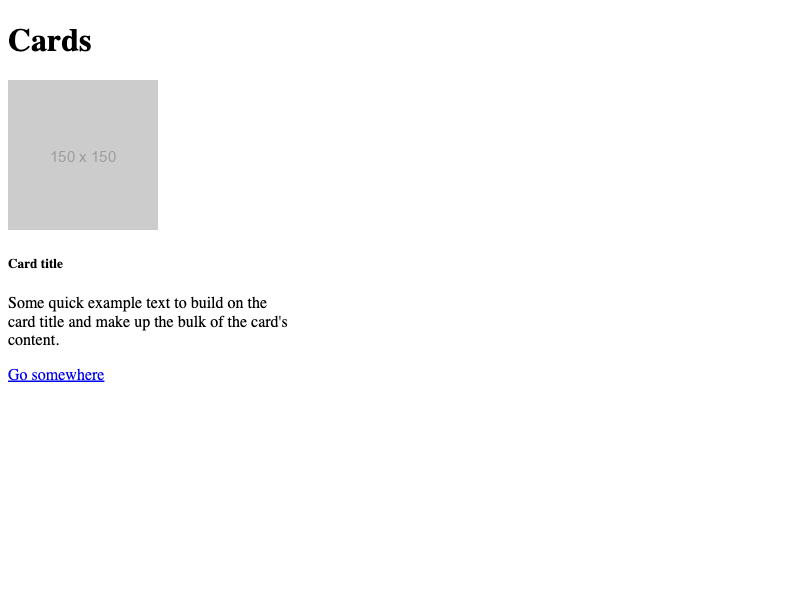 Cards
150 x 150
Card title
Some quick example text to build on the
card title and make up the bulk of the card's
content.
Go somewhere